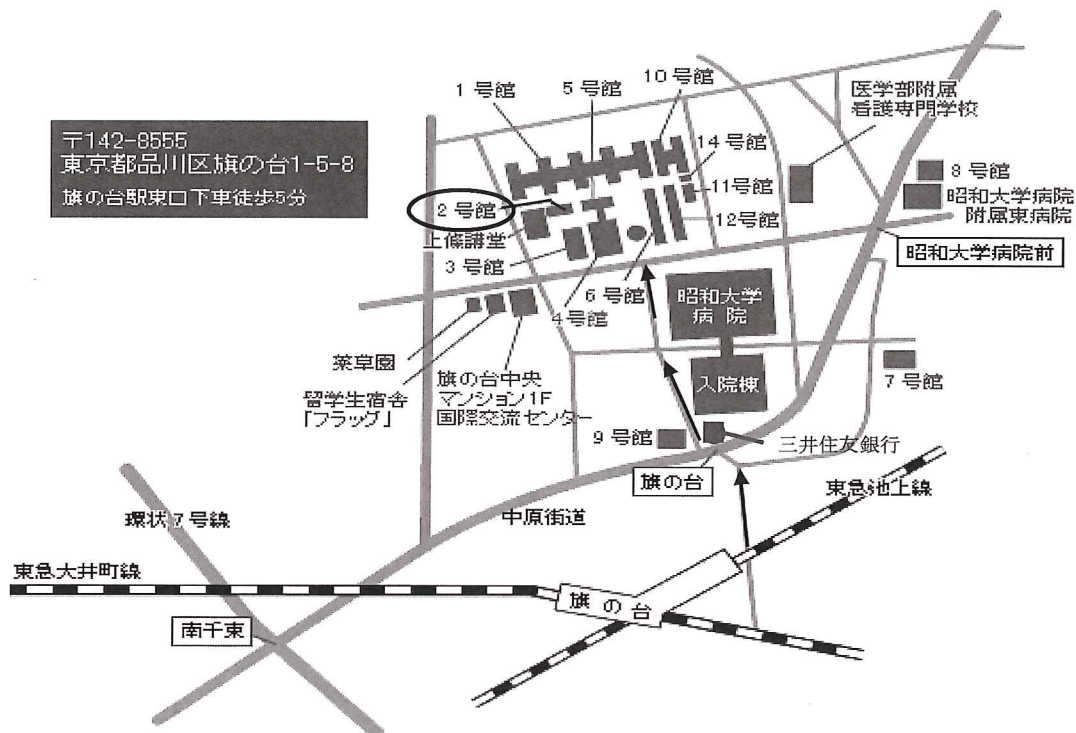 〒142-8555
東京都品川区旗の台1-5-8
旗の台駅東口下車徒歩5分
1号館
5号館
10号館
医学部附属
看護専門学校
14号館
8号館
2号館
11号館
昭和大学病院
附属東病院
上條講堂
12号館
3号館
昭和大学病院前
6号館
昭和大学
病院
4号館
薬草園
旗の台中央
マンション1F
国際交流センター
入院棟
7号館
留学生宿舎
「フラッグ」
9号館
三井住友銀行
旗の台
東急池上線
環状7号線
中原街道
東急大井町線
旗の台
南千束